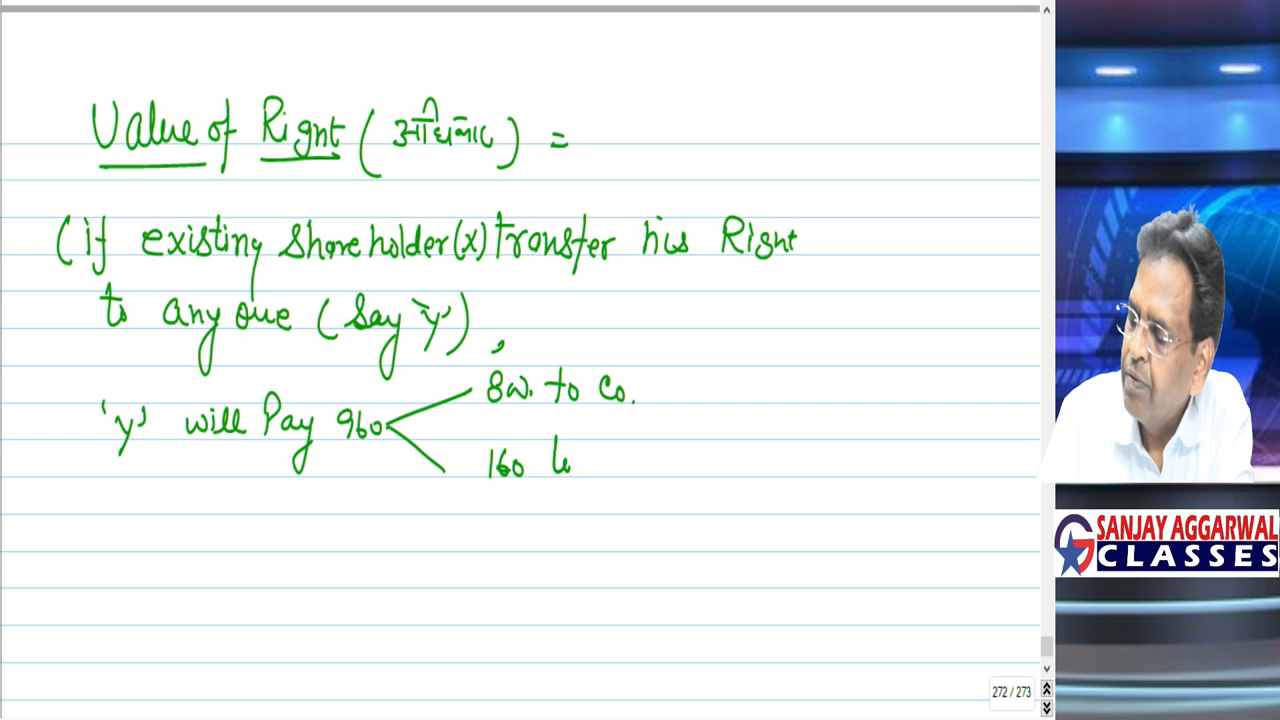 Value of Right (अधिकार) =
(if existing Shareholder(x) transfer his Right
to any one (Say 'y'),
'y' will Pay 960
800 to Co.
160
272 / 273
SANJAY AGGARWAL
CLASSES